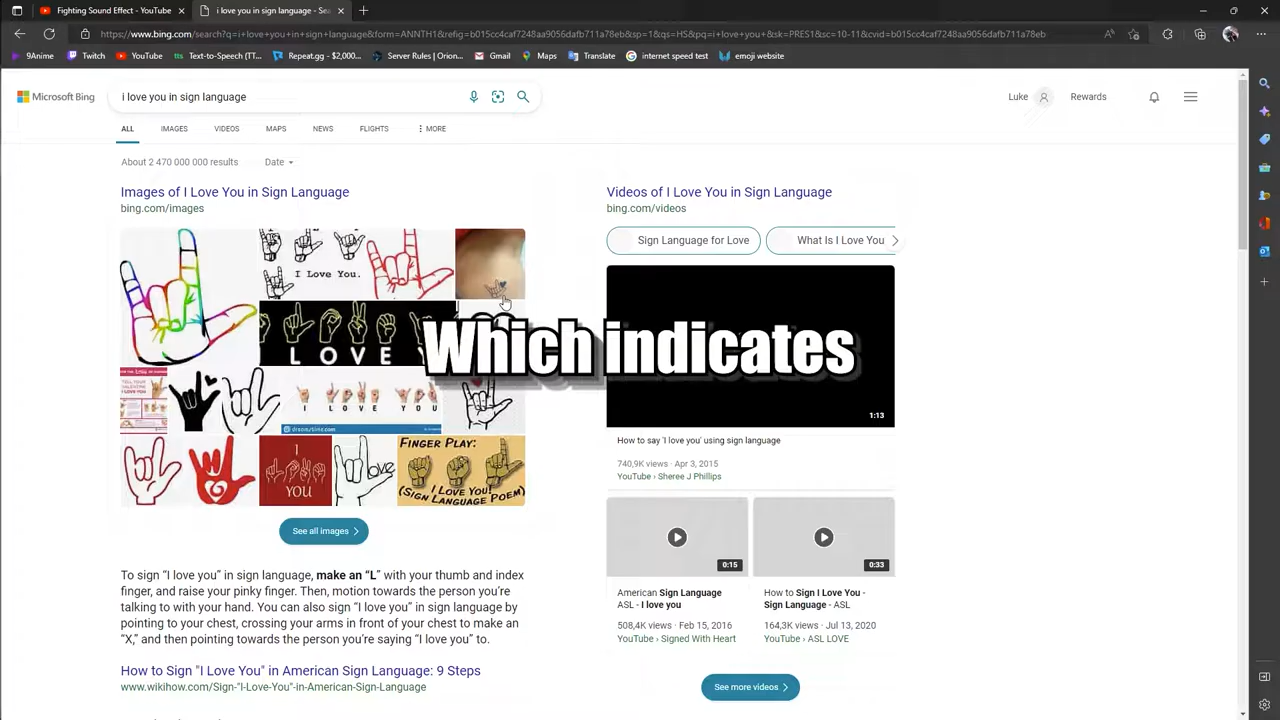 Fighting Sound Effect - YouTube
i love you in sign language - Sea
https://www.bing.com/search?q=i+love+you+in+sign+language&form=ANNTH1&refig=b015cc4caf7248aa9056dafb711a78eb&sp=1&qs=HS&pq=i+love+you+&sk=PRES1&sc=10-11&cvid=b015cc4caf7248aa9056dafb711a78eb
9Anime
Twitch
YouTube
Text-to-Speech (TT...
Repeat.gg - $2,000...
Server Rules | Orion...
Gmail
Maps
Translate
internet speed test
emoji website
Microsoft Bing
i love you in sign language
Luke
Rewards
ALL
IMAGES
VIDEOS
MAPS
NEWS
FLIGHTS
MORE
About 2 470 000 000 results
Date
Images of I Love You in Sign Language
bing.com/images
I Love You.
L O V E
I L O V E Y O U
dreamstime.com
I
YOU
love
FINGER PLAY:
(SIGN LANGUAGE POEM)
See all images
Videos of I Love You in Sign Language
bing.com/videos
Sign Language for Love
What Is I Love You
Which indicates
1:13
How to say 'I love you' using sign language
740,9K views · Apr 3, 2015
YouTube › Sheree J Phillips
0:15
0:33
American Sign Language
ASL - I love you
508,4K views · Feb 15, 2016
YouTube › Signed With Heart
How to Sign I Love You -
Sign Language - ASL
164,3K views · Jul 13, 2020
YouTube › ASL LOVE
See more videos
To sign “I love you” in sign language, make an “L” with your thumb and index
finger, and raise your pinky finger. Then, motion towards the person you’re
talking to with your hand. You can also sign “I love you” in sign language by
pointing to your chest, crossing your arms in front of your chest to make an
“X,” and then pointing towards the person you’re saying “I love you” to.
How to Sign "I Love You" in American Sign Language: 9 Steps
www.wikihow.com/Sign-"I-Love-You"-in-American-Sign-Language